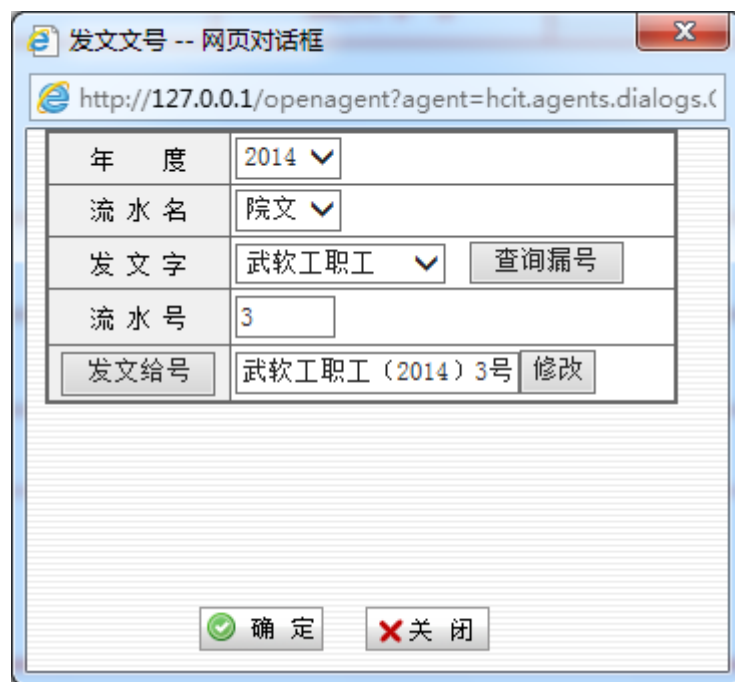 发文文号 -- 网页对话框
http://127.0.0.1/openagent?agent=hcit.agents.dialogs.
年 度 2014
流 水 名 院文
发 文 字 武软工职工 查询漏号
流 水 号 3
发文给号 武软工职工（2014）3号 修改
确 定 关 闭